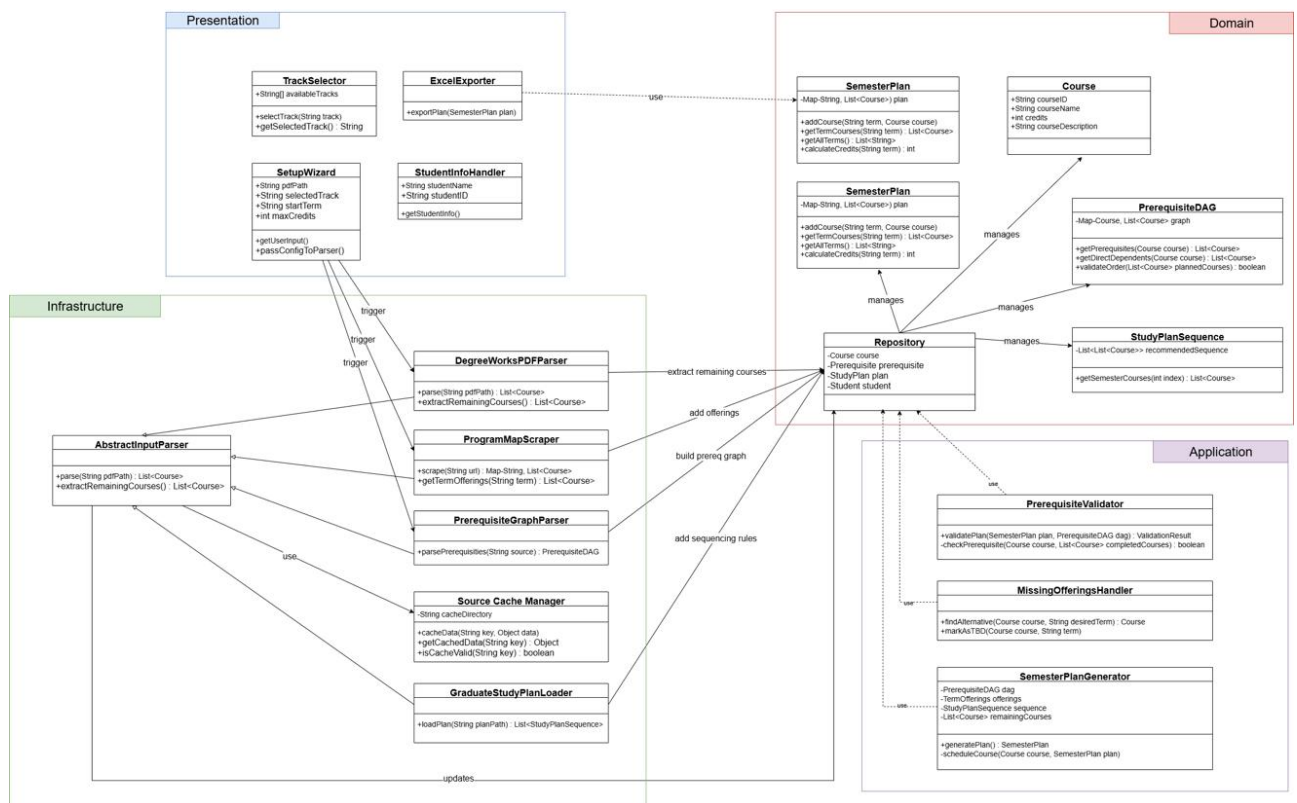 Presentation
TrackSelector
+String[] availableTracks
+selectTrack(String track)
+getSelectedTrack() : String
ExcelExporter
+exportPlan(SemesterPlan plan)
SetupWizard
+String pdfPath
+String selectedTrack
+String startTerm
+int maxCredits
+getUserInput()
+passConfigToParser()
StudentInfoHandler
+String studentName
+String studentID
+getStudentInfo()
use
Domain
SemesterPlan
-Map-String, List<Course>) plan
+addCourse(String term, Course course)
+getTermCourses(String term) : List<Course>
+getAllTerms() : List<String>
+calculateCredits(String term) : int
Course
+String courseID
+String courseName
+int credits
+String courseDescription
SemesterPlan
-Map-String, List<Course>) plan
+addCourse(String term, Course course)
+getTermCourses(String term) : List<Course>
+getAllTerms() : List<String>
+calculateCredits(String term) : int
PrerequisiteDAG
-Map-Course, List<Course> graph
+getPrerequisites(Course course) : List<Course>
+getDirectDependents(Course course) : List<Course>
+validateOrder(List<Course> plannedCourses) : boolean
manages
manages
manages
manages
Repository
-Course course
-Prerequisite prerequisite
-StudyPlan plan
-Student student
StudyPlanSequence
-List<List<Course>> recommendedSequence
+getSemesterCourses(int index) : List<Course>
Infrastructure
trigger
trigger
trigger
DegreeWorksPDFParser
+parse(String pdfPath) : List<Course>
+extractRemainingCourses() : List<Course>
extract remaining courses
AbstractInputParser
+parse(String pdfPath) : List<Course>
+extractRemainingCourses() : List<Course>
ProgramMapScraper
+scrape(String url) : Map-String, List<Course>
+getTermOfferings(String term) : List<Course>
add offerings
build prereq graph
PrerequisiteGraphParser
+parsePrerequisities(String source) : PrerequisiteDAG
add sequencing rules
use
Source Cache Manager
-String cacheDirectory
+cacheData(String key, Object data)
+getCachedData(String key) : Object
+isCacheValid(String key) : boolean
GraduateStudyPlanLoader
+loadPlan(String planPath) : List<StudyPlanSequence>
updates
Application
use
PrerequisiteValidator
+validatePlan(SemesterPlan plan, PrerequisiteDAG dag) : ValidationResult
-checkPrerequisite(Course course, List<Course> completedCourses) : boolean
use
MissingOfferingsHandler
+findAlternative(Course course, String desiredTerm) : Course
+markAsTBD(Course course, String term)
use
SemesterPlanGenerator
-PrerequisiteDAG dag
-TermOfferings offerings
-StudyPlanSequence sequence
-List<Course> remainingCourses
+generatePlan() : SemesterPlan
-scheduleCourse(Course course, SemesterPlan plan)